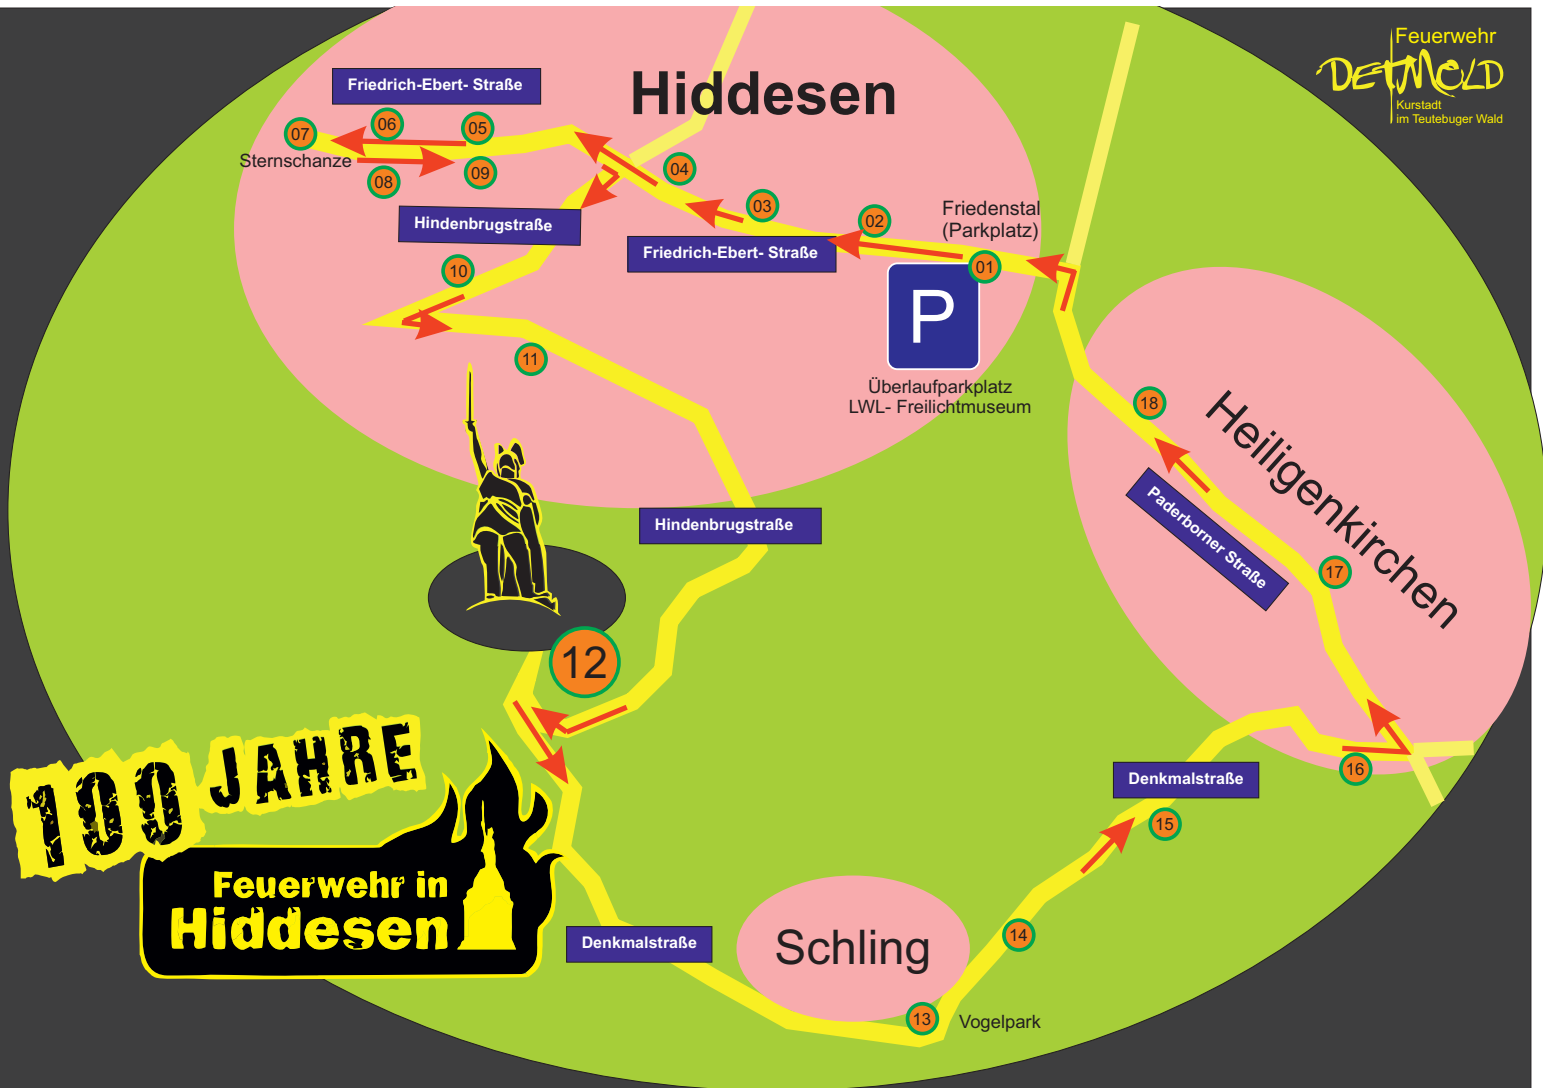 Feuerwehr
DETMOLD
Kurstadt
im Teutebuger Wald
Hiddesen
Friedrich-Ebert- Straße
07
06
05
Sternschanze
08
09
04
03
02
Friedenstal
(Parkplatz)
01
Hindenbrugstraße
Friedrich-Ebert- Straße
10
11
P
Überlaufparkplatz
LWL- Freilichtmuseum
18
Heiligenkirchen
Paderborner Straße
17
Hindenbrugstraße
12
16
Denkmalstraße
15
100 JAHRE
Feuerwehr in
Hiddesen
Denkmalstraße
Schling
14
13
Vogelpark